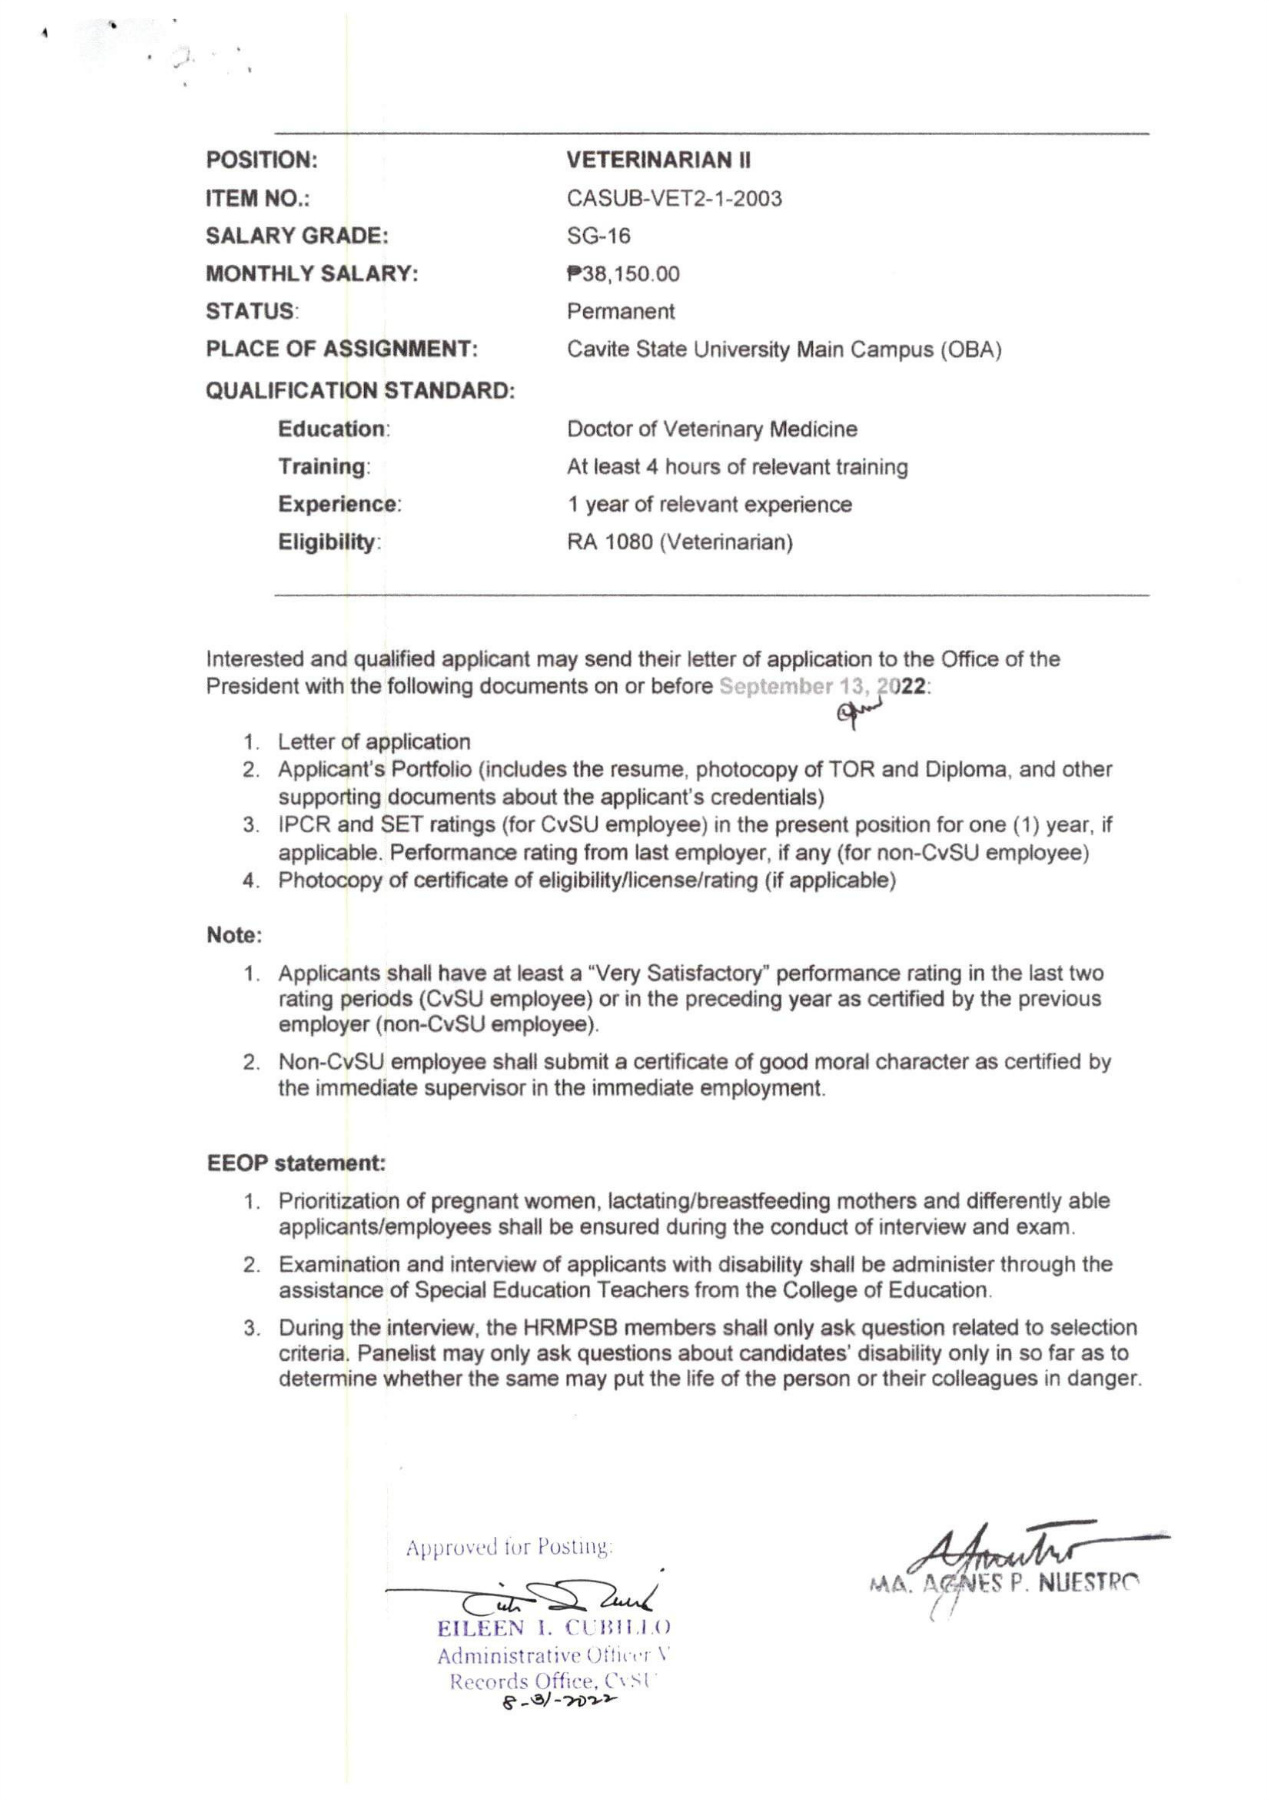 POSITION: VETERINARIAN II
ITEM NO.: CASUB-VET2-1-2003
SALARY GRADE: SG-16
MONTHLY SALARY: ₱38,150.00
STATUS: Permanent
PLACE OF ASSIGNMENT: Cavite State University Main Campus (OBA)
QUALIFICATION STANDARD:
Education: Doctor of Veterinary Medicine
Training: At least 4 hours of relevant training
Experience: 1 year of relevant experience
Eligibility: RA 1080 (Veterinarian)
Interested and qualified applicant may send their letter of application to the Office of the
President with the following documents on or before September 13, 2022:
1. Letter of application
2. Applicant's Portfolio (includes the resume, photocopy of TOR and Diploma, and other
supporting documents about the applicant's credentials)
3. IPCR and SET ratings (for CvSU employee) in the present position for one (1) year, if
applicable. Performance rating from last employer, if any (for non-CvSU employee)
4. Photocopy of certificate of eligibility/license/rating (if applicable)
Note:
1. Applicants shall have at least a “Very Satisfactory” performance rating in the last two
rating periods (CvSU employee) or in the preceding year as certified by the previous
employer (non-CvSU employee).
2. Non-CvSU employee shall submit a certificate of good moral character as certified by
the immediate supervisor in the immediate employment.
EEOP statement:
1. Prioritization of pregnant women, lactating/breastfeeding mothers and differently able
applicants/employees shall be ensured during the conduct of interview and exam.
2. Examination and interview of applicants with disability shall be administer through the
assistance of Special Education Teachers from the College of Education.
3. During the interview, the HRMPSB members shall only ask question related to selection
criteria. Panelist may only ask questions about candidates' disability only in so far as to
determine whether the same may put the life of the person or their colleagues in danger.
Approved for Posting:
MA. AGNES P. NUESTRO
EILEEN I. CUBILLO
Administrative Officer V
Records Office, CvSU
8-31-2022